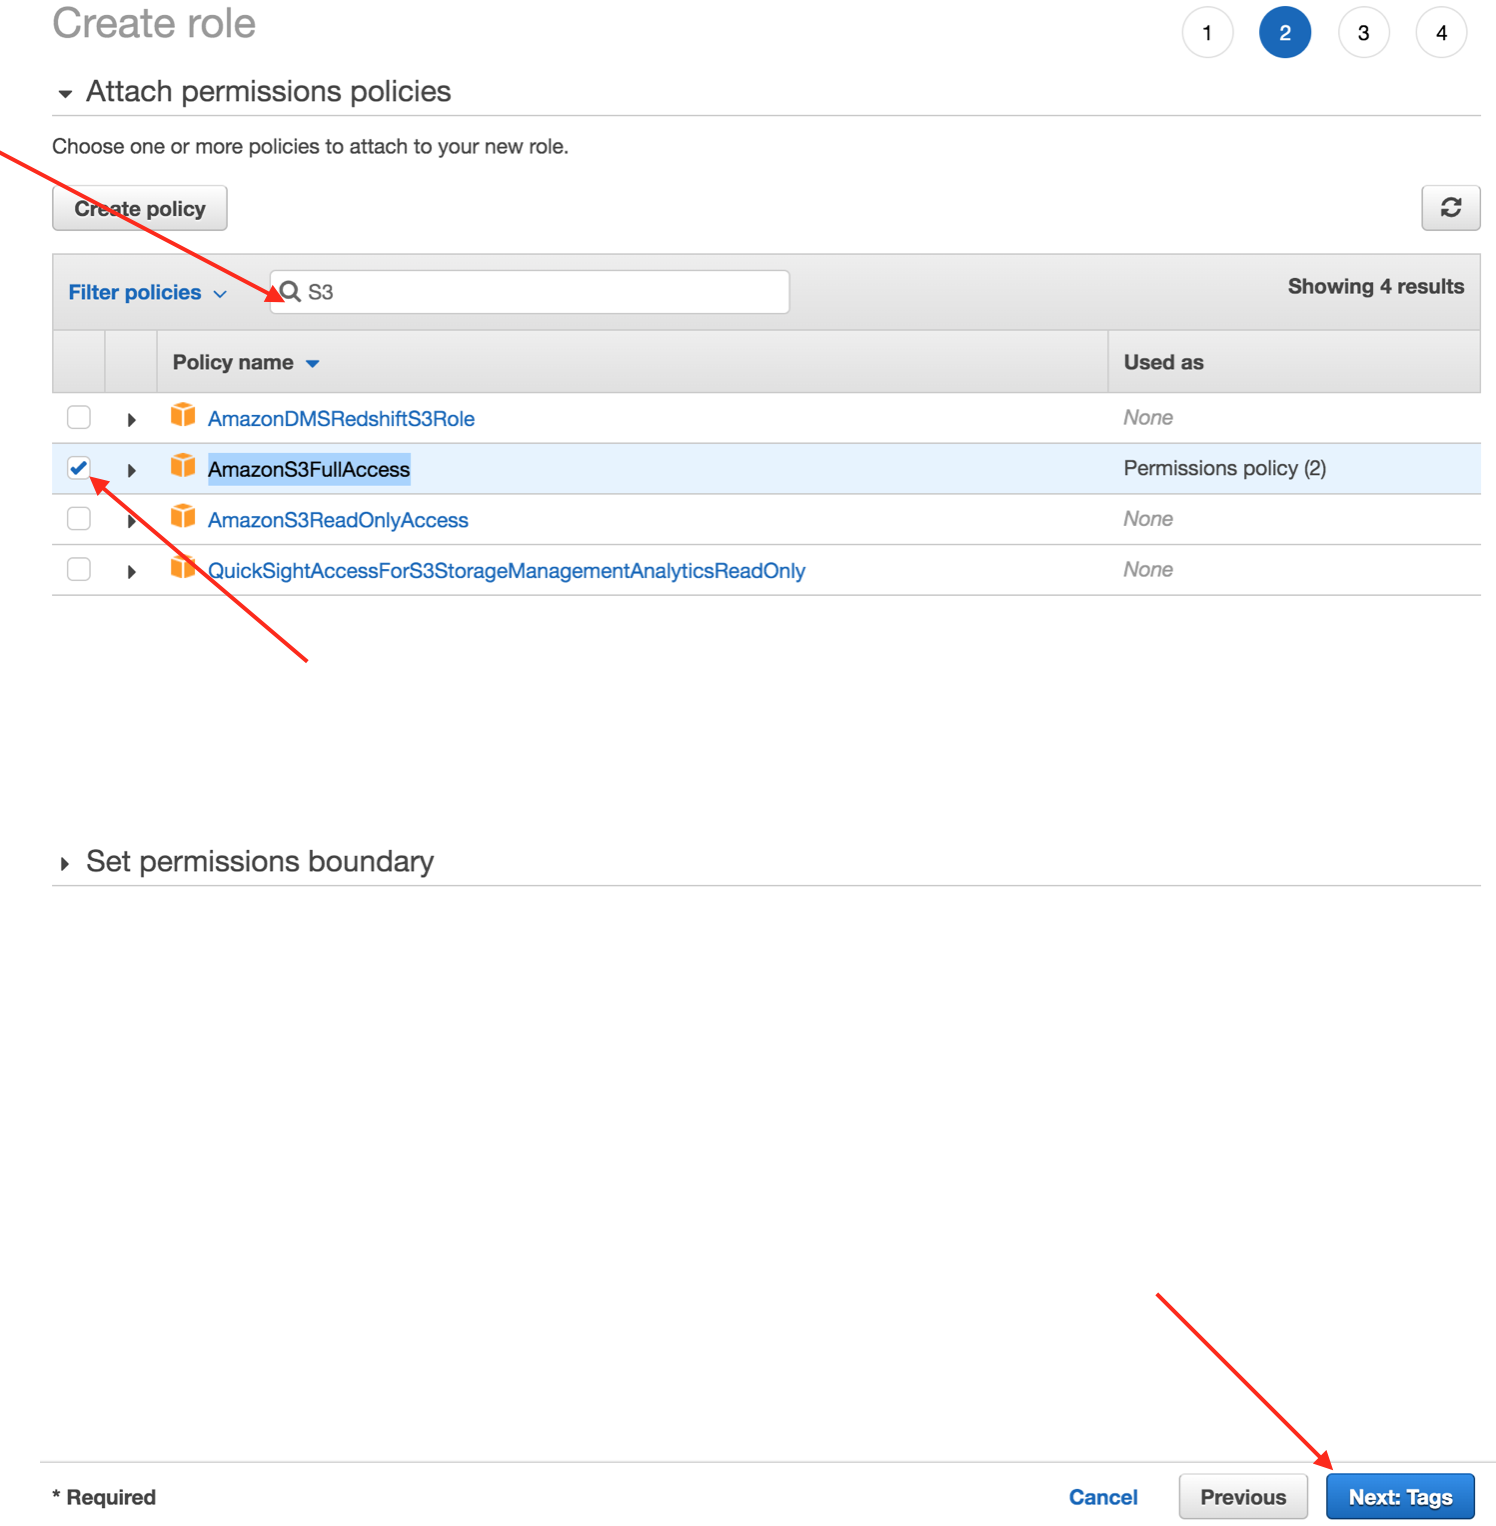 Create role
1 2 3 4
Attach permissions policies
Choose one or more policies to attach to your new role.
Create policy
Filter policies S3 Showing 4 results
Policy name Used as
AmazonDMSRedshiftS3Role None
AmazonS3FullAccess Permissions policy (2)
AmazonS3ReadOnlyAccess None
QuickSightAccessForS3StorageManagementAnalyticsReadOnly None
Set permissions boundary
* Required Cancel Previous Next: Tags